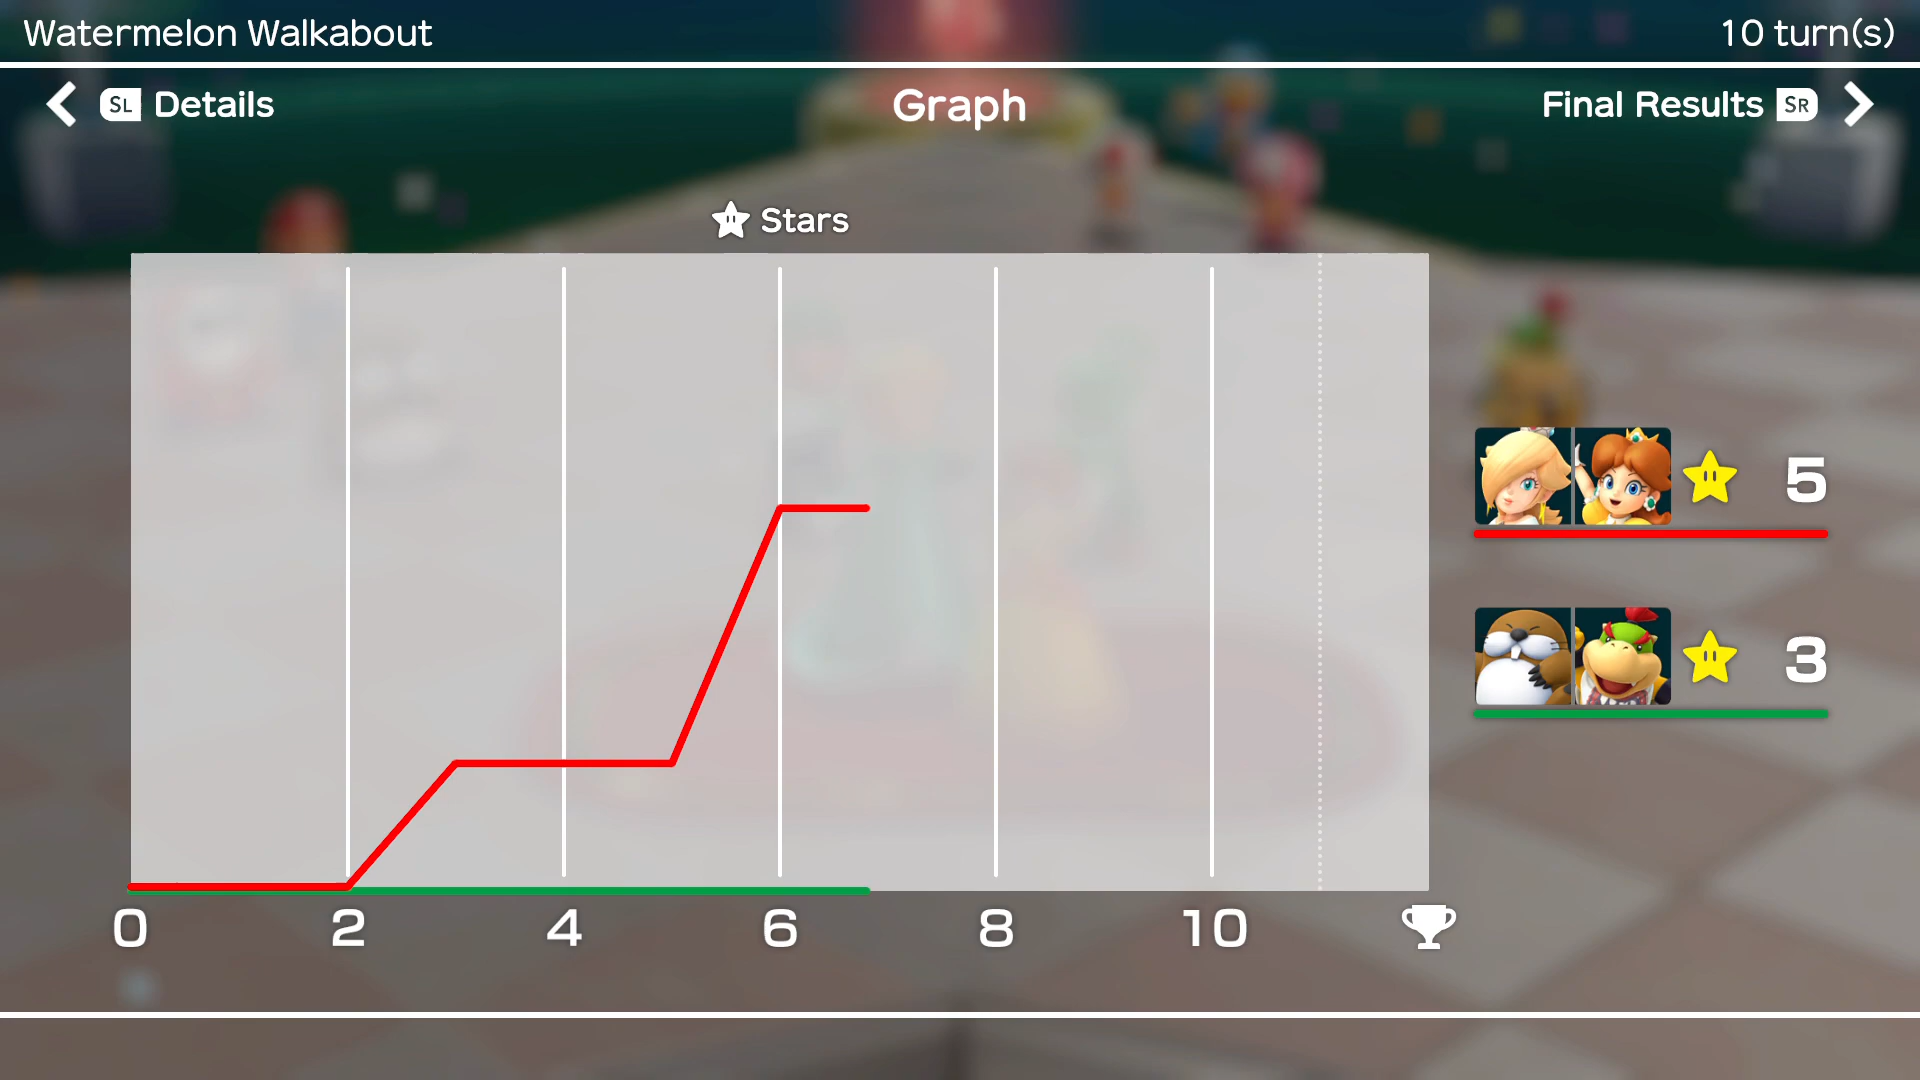 Watermelon Walkabout
10 turn(s)
SL Details
Graph
Final Results SR
Stars
5
3
0 2 4 6 8 10